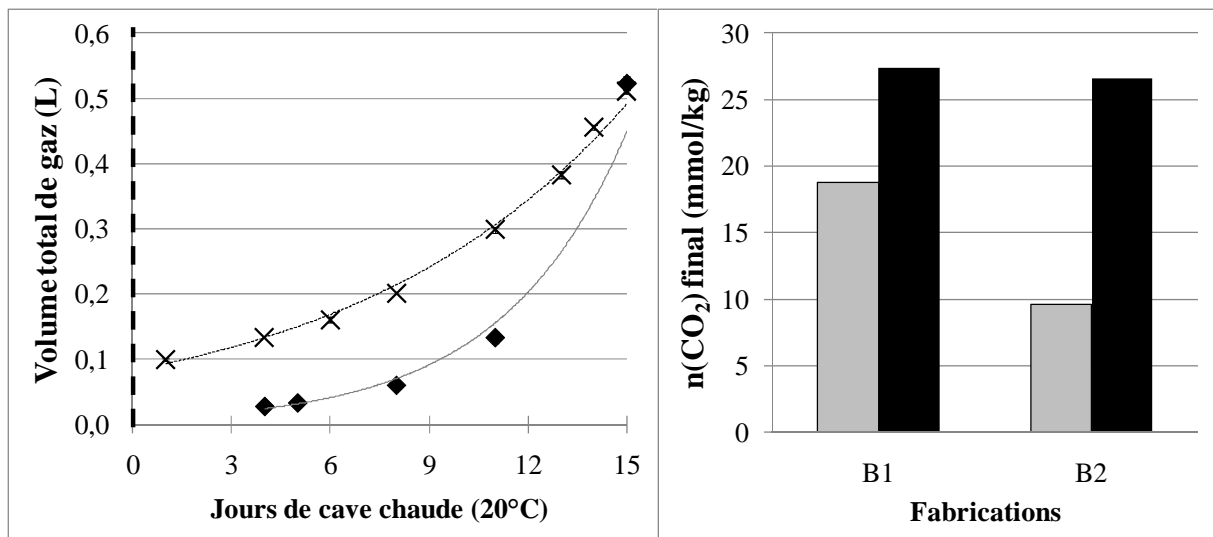 Volume total de gaz (L)
0,6
0,5
0,4
0,3
0,2
0,1
0,0
0 3 6 9 12 15
Jours de cave chaude (20°C)
n(CO₂) final (mmol/kg)
30
25
20
15
10
5
0
B1 B2
Fabrications